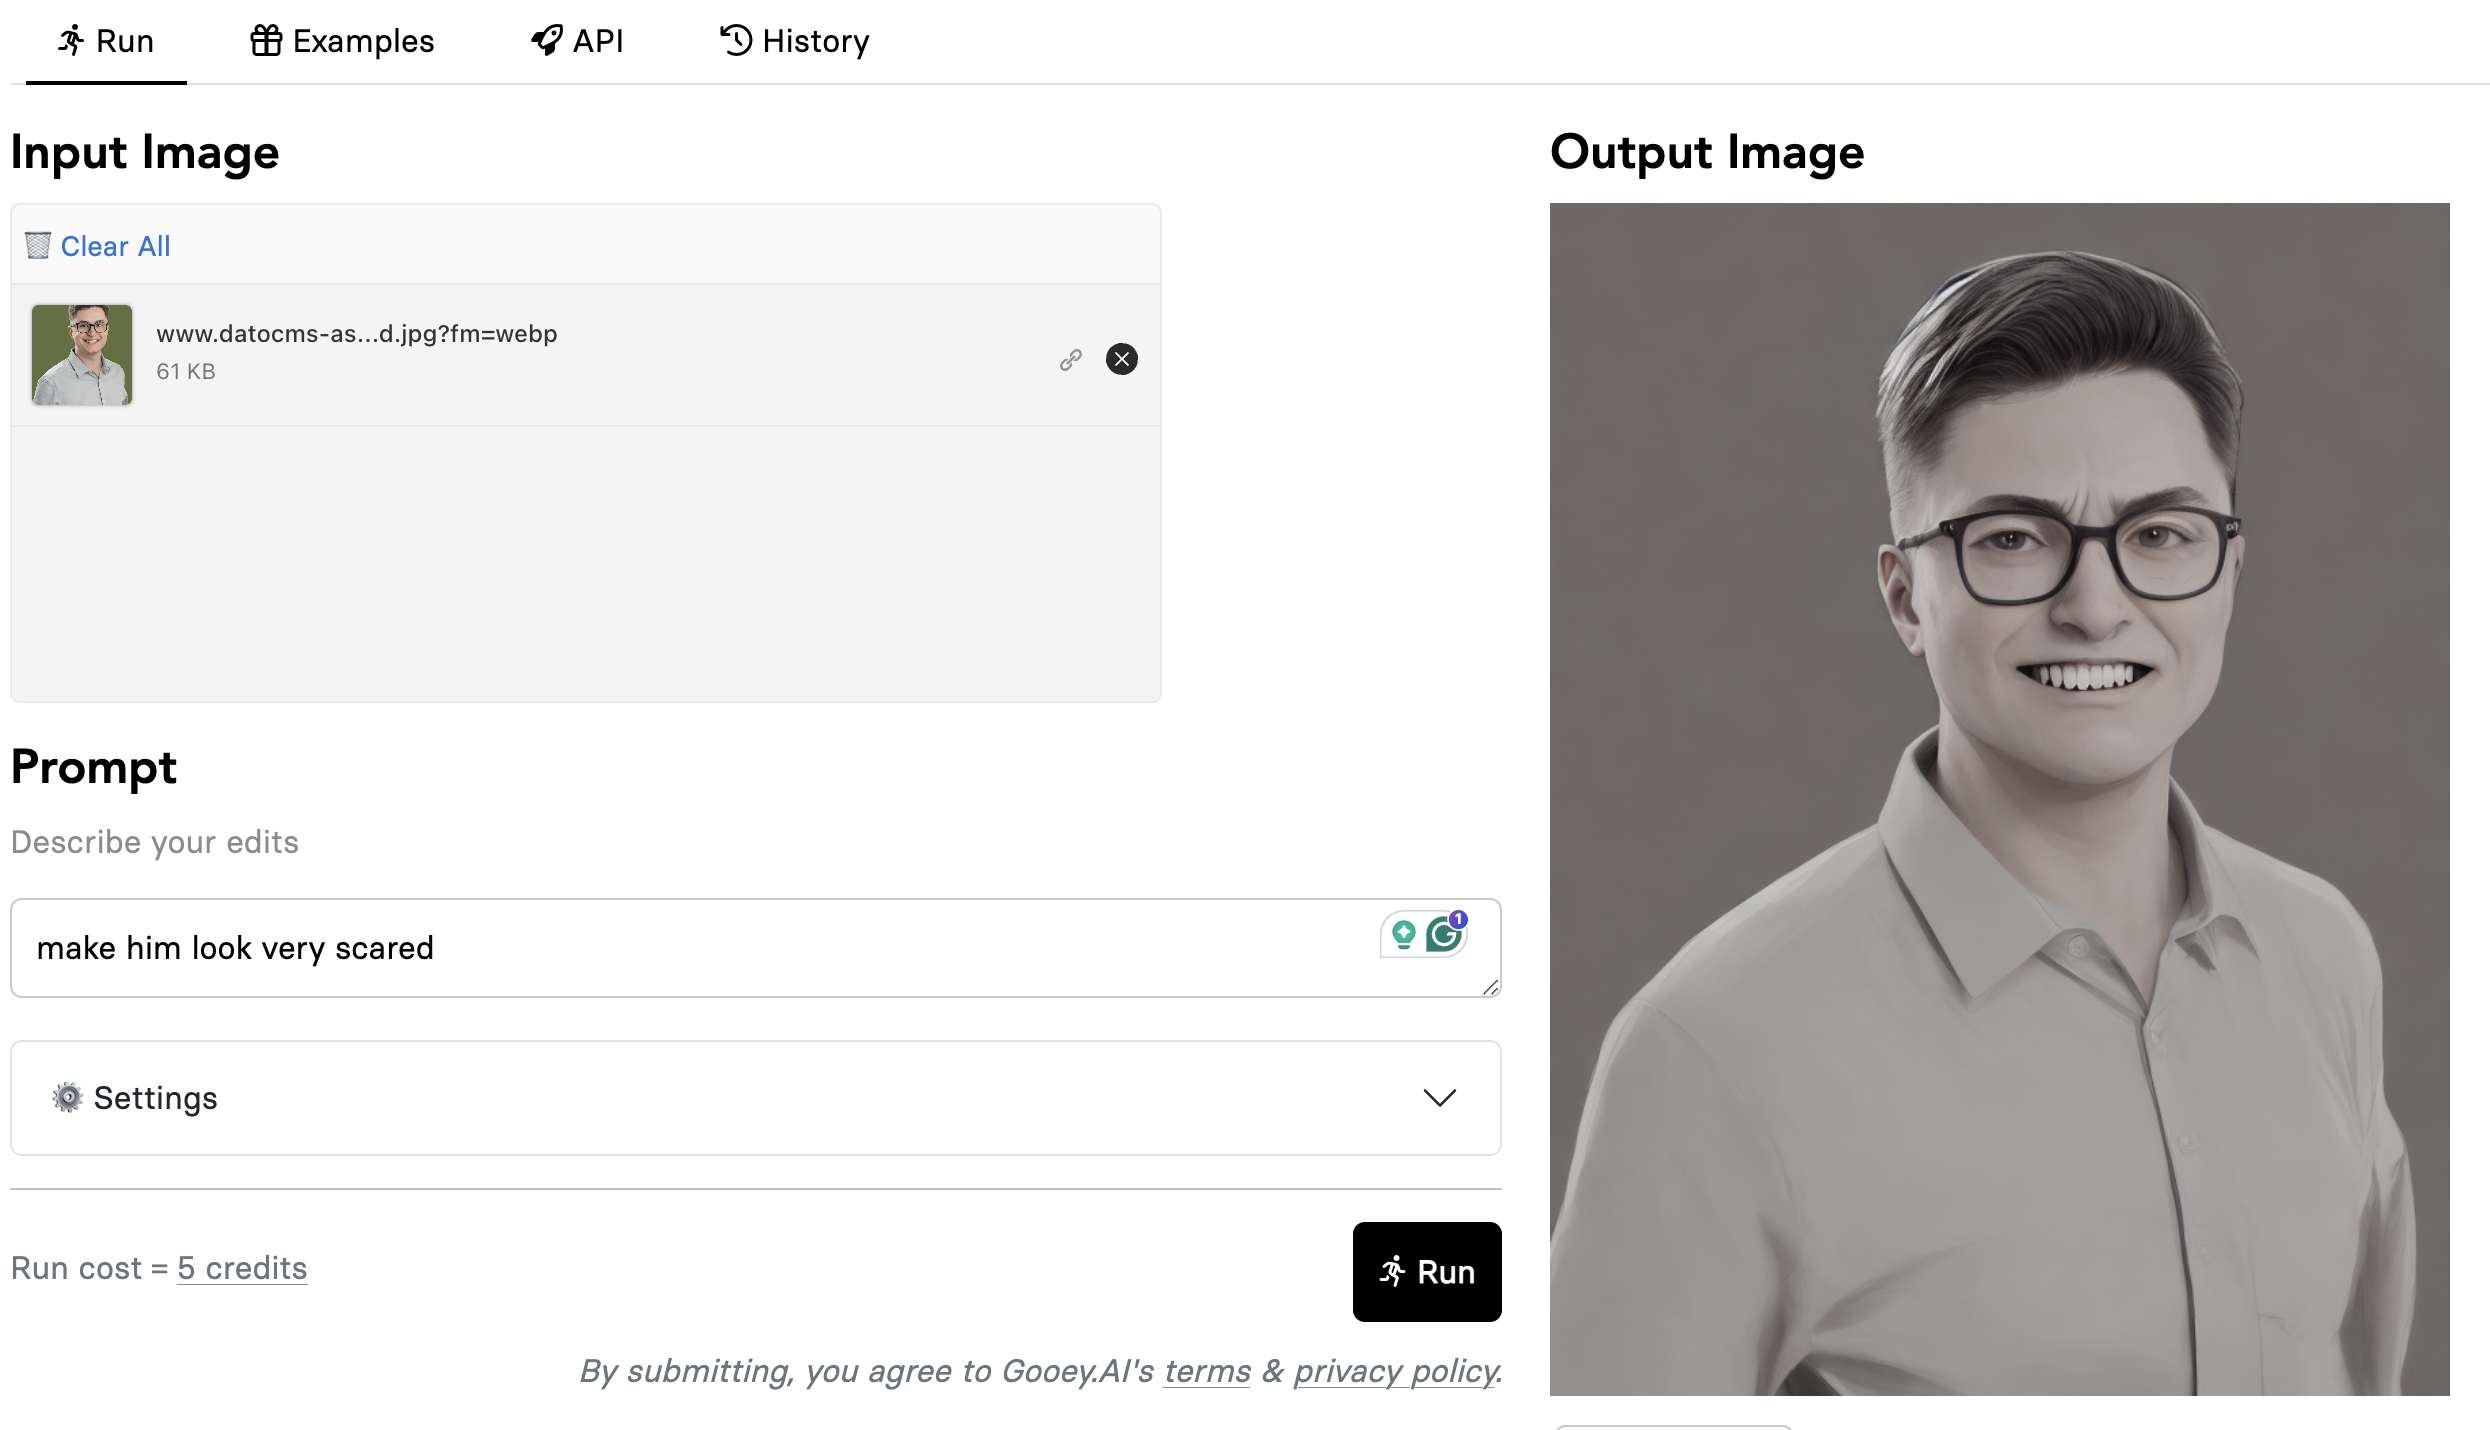 Run
Examples
API
History
Input Image
Clear All
www.datocms-as...d.jpg?fm=webp
61 KB
Prompt
Describe your edits
make him look very scared
1
Settings
Run cost = 5 credits
Run
By submitting, you agree to Gooey.AI's terms & privacy policy.
Output Image